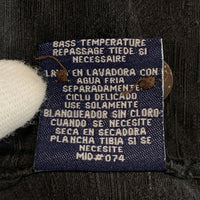 BASS TEMPERATURE
REPASSAGE TIEDE SI
NECESSAIRE
EN LAVADORA CON
AGUA FRIA
SEPARADAMENTE
CICLO DELICADO
USE SOLAMENTE
BLANQUEADOR SIN CLORO
CUANDO SE NECESITE
SECA EN SECADORA
PLANCHA TIBIA SI SE
NECESITE
MID#074